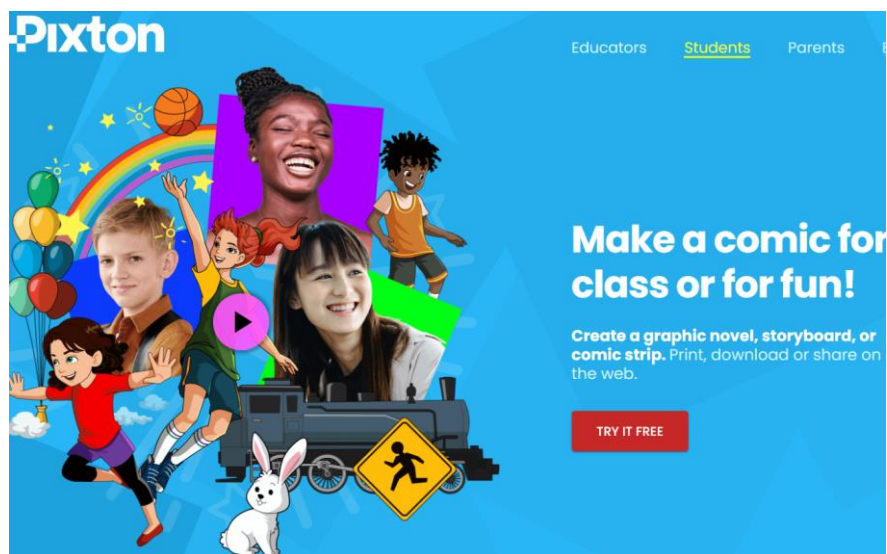 Pixton
Educators Students Parents
Make a comic for
class or for fun!
Create a graphic novel, storyboard, or
comic strip. Print, download or share on
the web.
TRY IT FREE